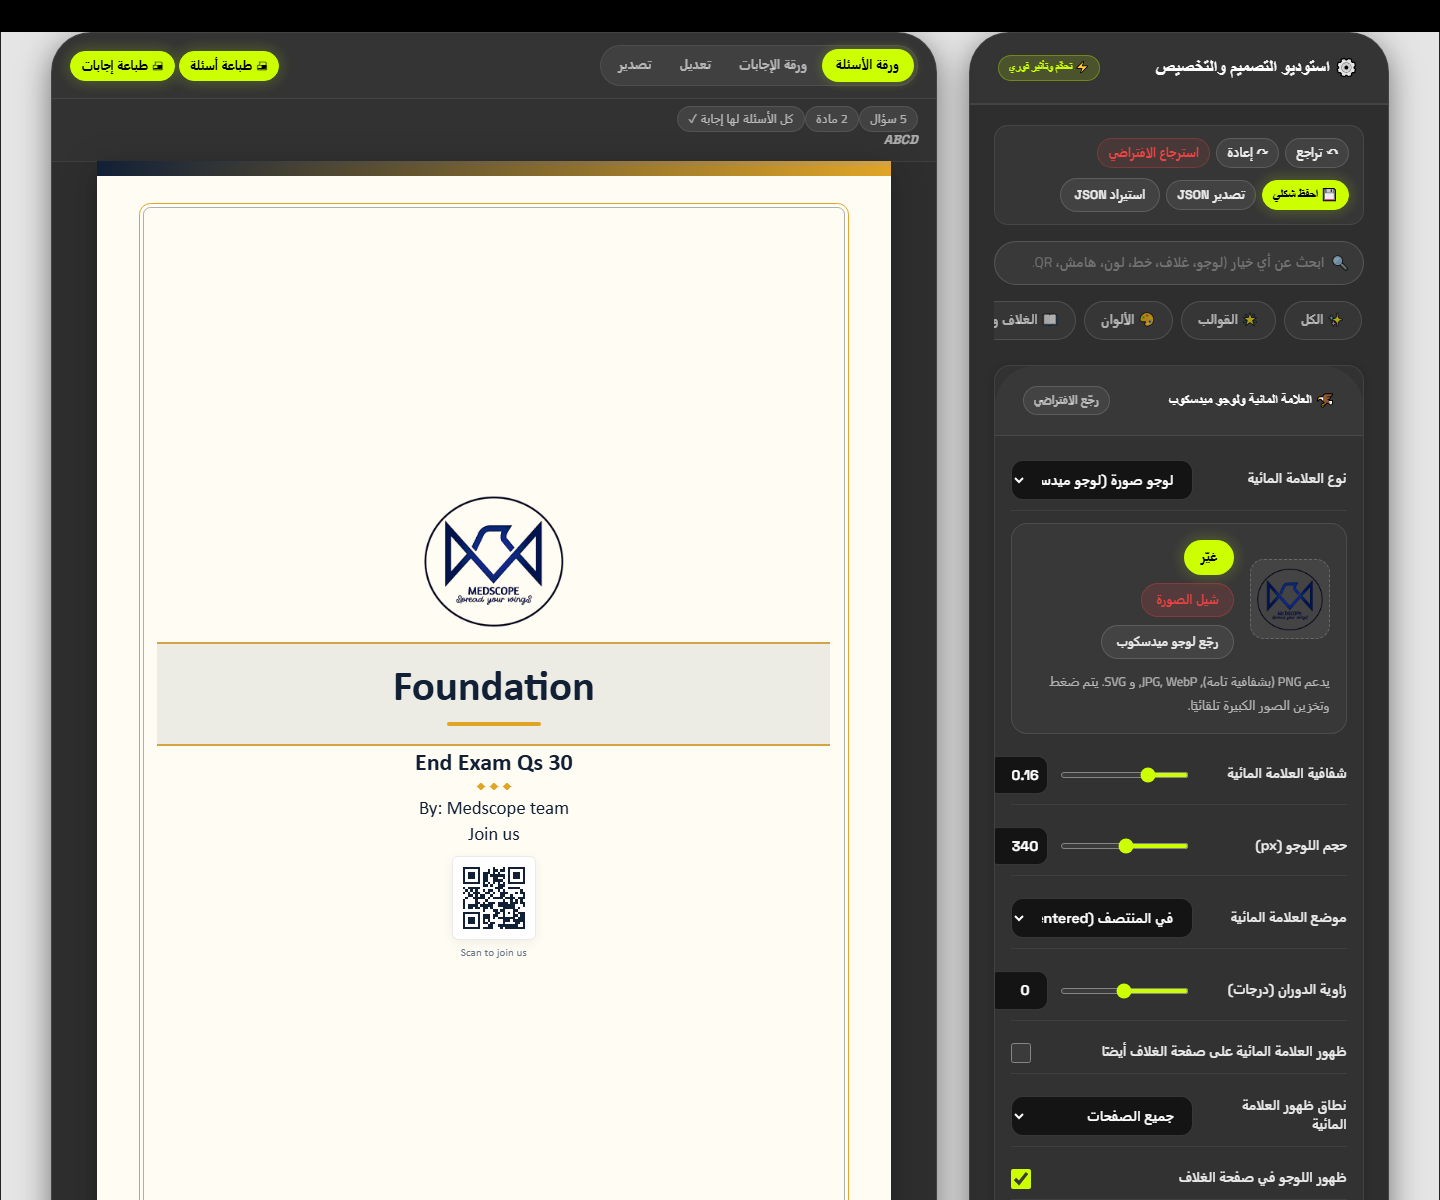 استوديو التصميم والتخصيص
تحكّم وتأثير فوري
تراجع
إعادة
استرجاع الافتراضي
احفظ شكلي
تصدير JSON
استيراد JSON
ابحث عن أي خيار (لوجو، غلاف، خط، لون، هامش، QR.
الكل
القوالب
الألوان
الغلاف و
العلامة المائية ولوجو ميدسكوب
رجّع الافتراضي
نوع العلامة المائية
لوجو صورة (لوجو ميدس
غيّر
شيل الصورة
رجّع لوجو ميدسكوب
يدعم PNG (بشفافية تامة), JPG, WebP, و SVG. يتم ضغط
وتخزين الصور الكبيرة تلقائيًا.
شفافية العلامة المائية
0.16
حجم اللوجو (px)
340
موضع العلامة المائية
في المنتصف (entered
زاوية الدوران (درجات)
0
ظهور العلامة المائية على صفحة الغلاف أيضًا
نطاق ظهور العلامة
المائية
جميع الصفحات
ظهور اللوجو في صفحة الغلاف
ورقة الأسئلة
ورقة الإجابات
تعديل
تصدير
طباعة أسئلة
طباعة إجابات
5 سؤال
2 مادة
كل الأسئلة لها إجابة ✓
ABCD
MEDSCOPE
Spread your wings
Foundation
End Exam Qs 30
By: Medscope team
Join us
Scan to join us